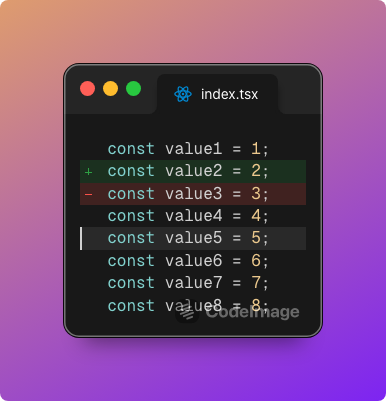 index.tsx
const value1 = 1;
+ const value2 = 2;
- const value3 = 3;
const value4 = 4;
const value5 = 5;
const value6 = 6;
const value7 = 7;
const value8 = 8;
CodeImage